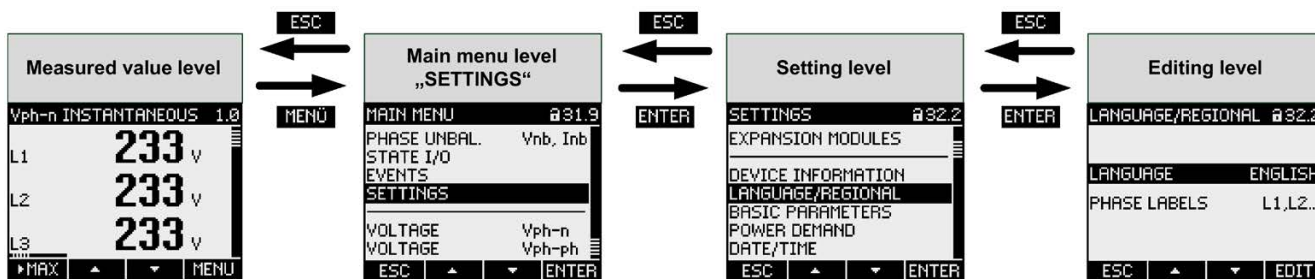 ESC
ESC
ESC
Measured value level
Main menu level
„SETTINGS“
Setting level
Editing level
MENÜ
ENTER
ENTER
Vph-n INSTANTANEOUS 1.0
L1 233 V
L2 233 V
L3 233 V
▸MAX ▲ ▼ MENU
MAIN MENU 31.9
PHASE UNBAL. Vnb, Inb
STATE I/O
EVENTS
SETTINGS
VOLTAGE Vph-n
VOLTAGE Vph-ph
ESC ▲ ▼ ENTER
SETTINGS 32.2
EXPANSION MODULES
DEVICE INFORMATION
LANGUAGE/REGIONAL
BASIC PARAMETERS
POWER DEMAND
DATE/TIME
ESC ▲ ▼ ENTER
LANGUAGE/REGIONAL 32.2
LANGUAGE ENGLISH
PHASE LABELS L1,L2..
ESC ▲ ▼ EDIT